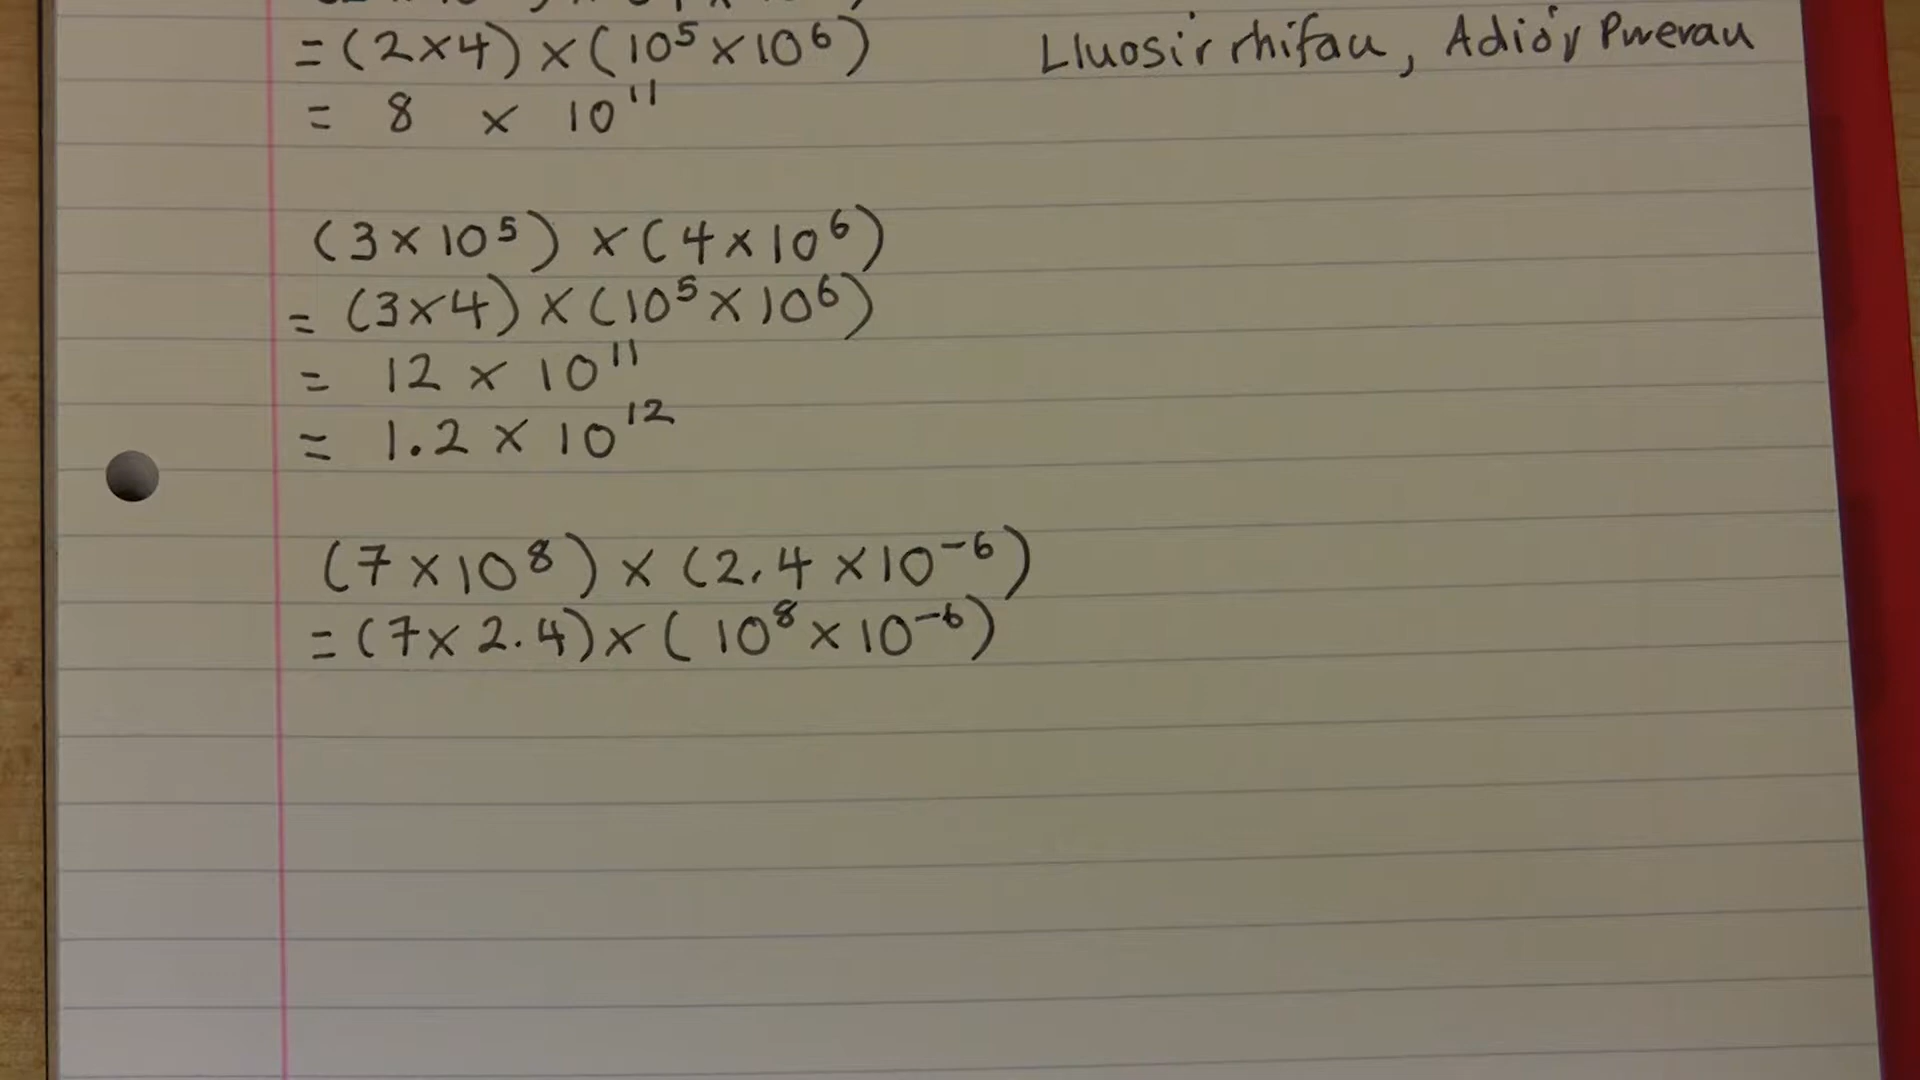 = (2 × 4) × (10⁵ × 10⁶)
Lluosi'r rhifau, Adio'r Pwerau
= 8 × 10¹¹
(3 × 10⁵) × (4 × 10⁶)
= (3 × 4) × (10⁵ × 10⁶)
= 12 × 10¹¹
= 1.2 × 10¹²
(7 × 10⁸) × (2.4 × 10⁻⁶)
= (7 × 2.4) × (10⁸ × 10⁻⁶)